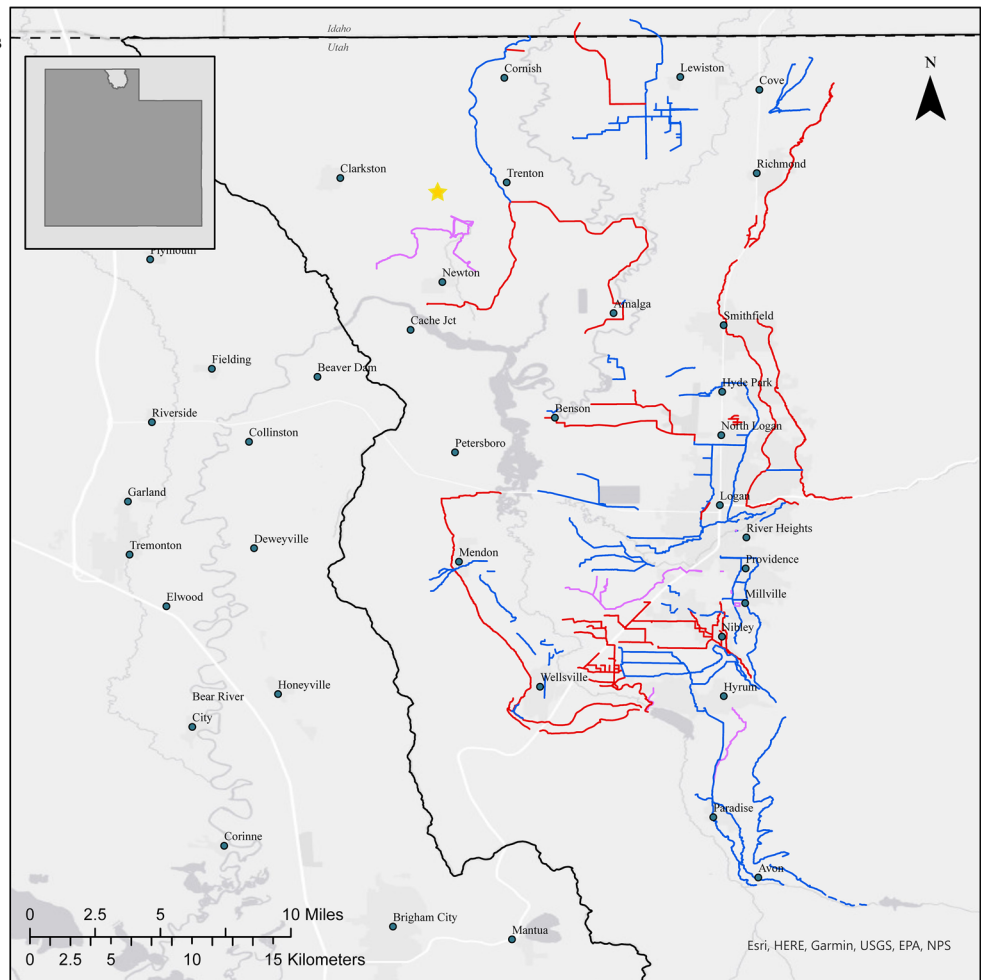 Idaho
Utah
N
Cornish
Lewiston
Cove
Clarkston
Trenton
Richmond
Plymouth
Newton
Amalga
Cache Jct
Smithfield
Fielding
Beaver Dam
Hyde Park
Riverside
Benson
Collinston
North Logan
Petersboro
Garland
Logan
River Heights
Tremonton
Deweyville
Mendon
Providence
Elwood
Millville
Nibley
Wellsville
Honeyville
Hyrum
Bear River
City
Paradise
Corinne
Avon
0 2.5 5 10 Miles
0 2.5 5 10 15 Kilometers
Brigham City
Mantua
Esri, HERE, Garmin, USGS, EPA, NPS